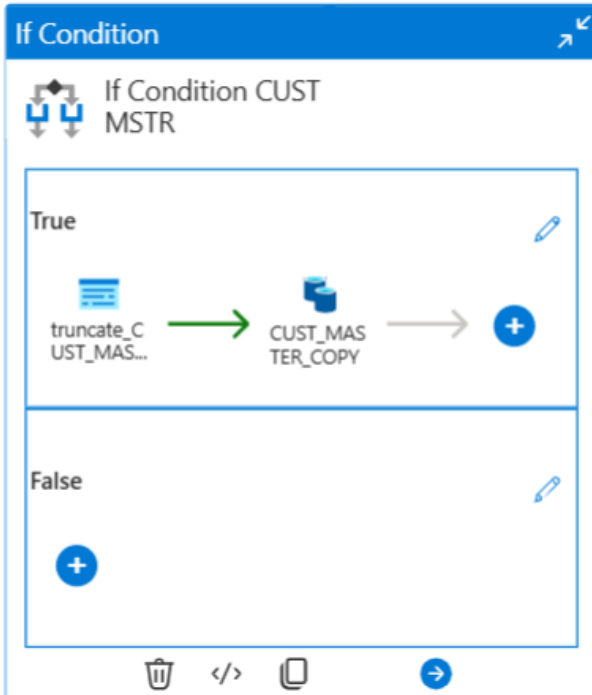 If Condition
If Condition CUST
MSTR
True
truncate_C
UST_MAS...
CUST_MAS
TER_COPY
False